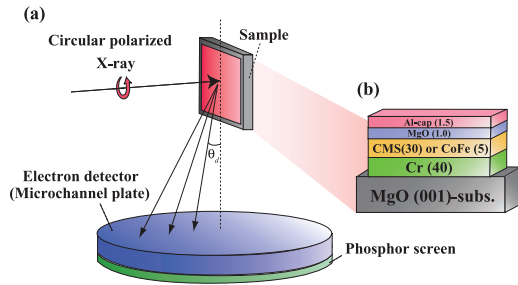 (a)
Circular polarized
X-ray
Sample
(b)
Al-cap (1.5)
MgO (1.0)
CMS(30) or CoFe (5)
Cr (40)
MgO (001)-subs.
θd
Electron detector
(Microchannel plate)
Phosphor screen